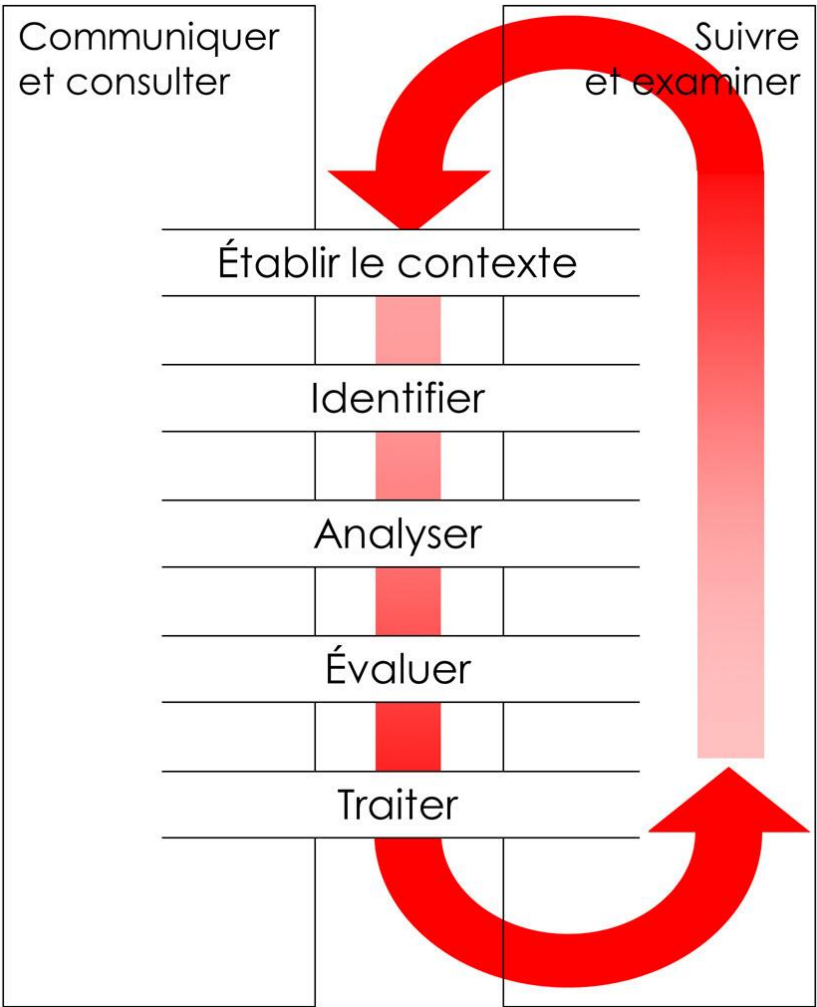 Communiquer
et consulter
Suivre
et examiner
Établir le contexte
Identifier
Analyser
Évaluer
Traiter